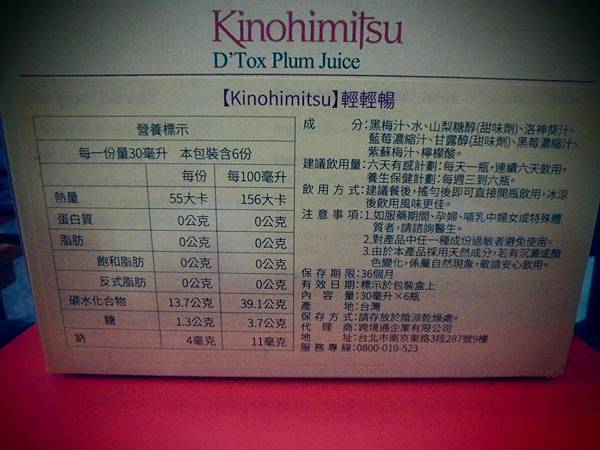 Kinohimitsu
D'Tox Plum Juice
【Kinohimitsu】輕輕暢
營養標示
每一份量30毫升 本包裝含6份
每份 每100毫升
熱量 55大卡 156大卡
蛋白質 0公克 0公克
脂肪 0公克 0公克
飽和脂肪 0公克 0公克
反式脂肪 0公克 0公克
碳水化合物 13.7公克 39.1公克
糖 1.3公克 3.7公克
鈉 4毫克 11毫克
成 分:黑梅汁、水、山梨糖醇(甜味劑)、洛神葵汁、
藍莓濃縮汁、甘露醇(甜味劑)、黑莓濃縮汁、
紫蘇梅汁、檸檬酸。
建議飲用量:六天有感計劃:每天一瓶,連續六天飲用。
養生保健計劃:每週三到六瓶。
飲用方式:建議餐後,搖勻後即可直接開瓶飲用,冰涼
後飲用風味更佳。
注意事項:1.如服藥期間、孕婦、哺乳中婦女或特殊體
質者,請諮詢醫生。
2.對產品中任一種成份過敏者避免使用。
3.由於本產品採用天然成分,若有沉澱或顏
色變化,係屬自然現象,敬請安心飲用。
保存期限:36個月
有效日期:標示於包裝盒上
內容量:30毫升×6瓶
產 地:台灣
保存方式:請存放於陰涼乾燥處。
代理商:跨境通企業有限公司
地 址:台北市南京東路3段287號9樓
服務專線:0800-010-523